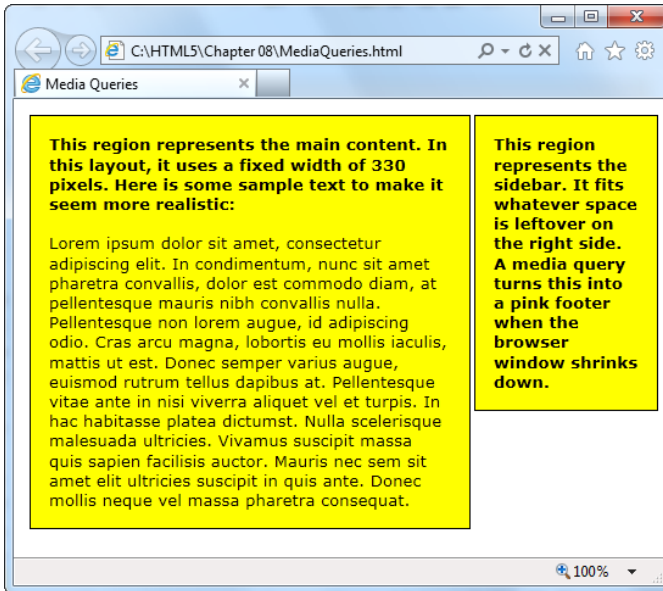 C:\HTML5\Chapter 08\MediaQueries.html
Media Queries
This region represents the main content. In
this layout, it uses a fixed width of 330
pixels. Here is some sample text to make it
seem more realistic:
Lorem ipsum dolor sit amet, consectetur
adipiscing elit. In condimentum, nunc sit amet
pharetra convallis, dolor est commodo diam, at
pellentesque mauris nibh convallis nulla.
Pellentesque non lorem augue, id adipiscing
odio. Cras arcu magna, lobortis eu mollis iaculis,
mattis ut est. Donec semper varius augue,
euismod rutrum tellus dapibus at. Pellentesque
vitae ante in nisi viverra aliquet vel et turpis. In
hac habitasse platea dictumst. Nulla scelerisque
malesuada ultricies. Vivamus suscipit massa
quis sapien facilisis auctor. Mauris nec sem sit
amet elit ultricies suscipit in quis ante. Donec
mollis neque vel massa pharetra consequat.
This region
represents the
sidebar. It fits
whatever space
is leftover on
the right side.
A media query
turns this into
a pink footer
when the
browser
window shrinks
down.
100%